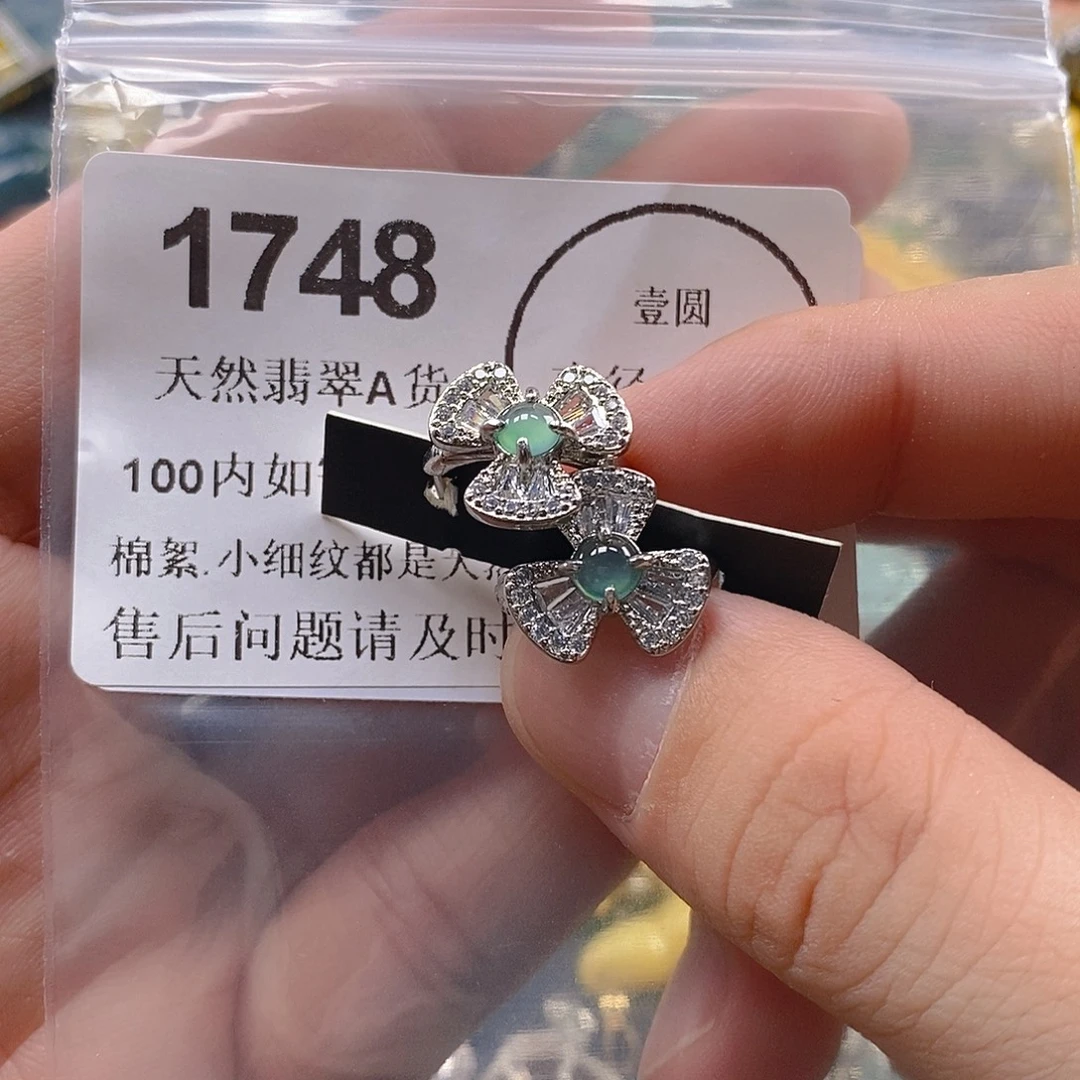 1748
壹圆
天然翡翠A货
100内如
棉絮.小细纹都是天然
售后问题请及时